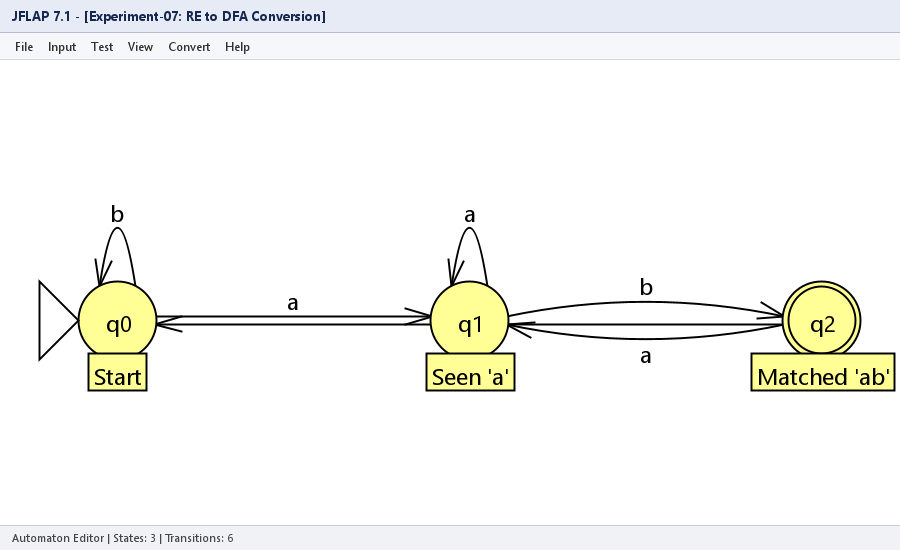 JFLAP 7.1 - [Experiment-07: RE to DFA Conversion]
File Input Test View Convert Help
b a
a b
q0 q1 q2
a
Start Seen 'a' Matched 'ab'
Automaton Editor | States: 3 | Transitions: 6